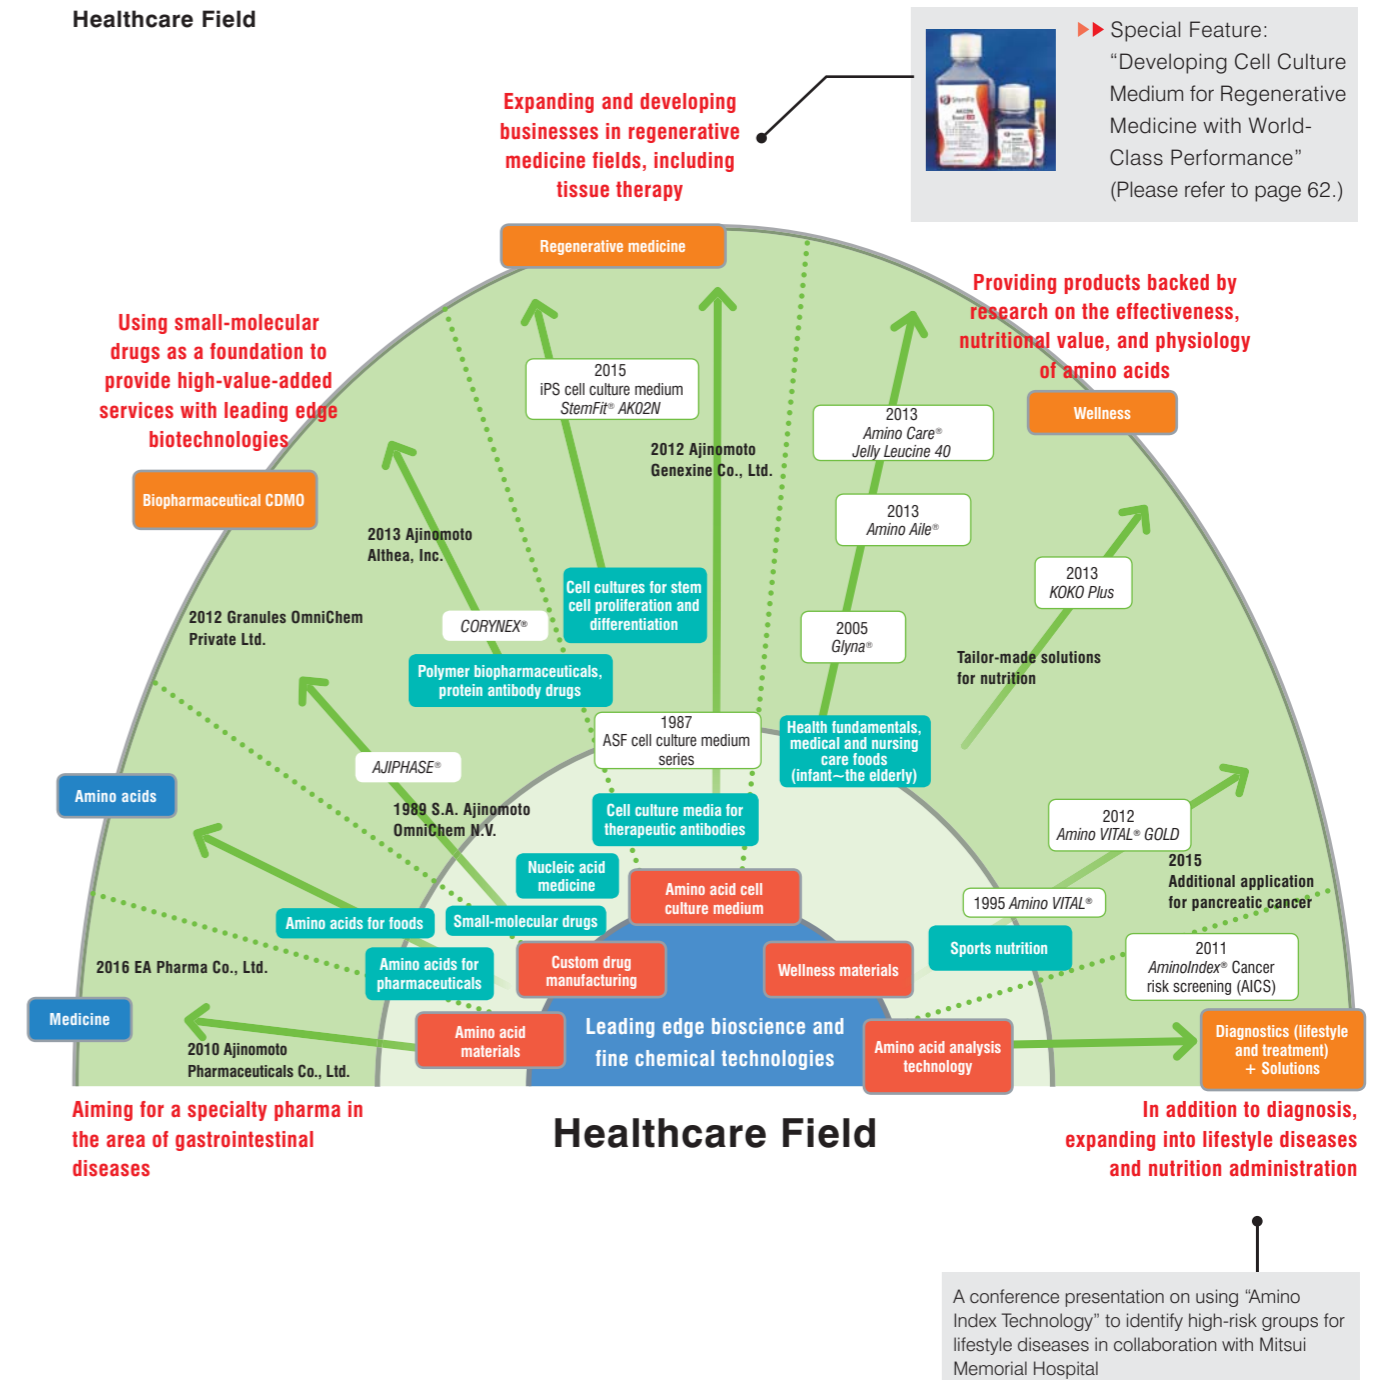 Healthcare Field
Special Feature:
“Developing Cell Culture
Medium for Regenerative
Medicine with World-
Class Performance”
(Please refer to page 62.)
StemFit
Expanding and developing
businesses in regenerative
medicine fields, including
tissue therapy
Regenerative medicine
Using small-molecular
drugs as a foundation to
provide high-value-added
services with leading edge
biotechnologies
Biopharmaceutical CDMO
Providing products backed by
research on the effectiveness,
nutritional value, and physiology
of amino acids
Wellness
2015
iPS cell culture medium
StemFit® AK02N
2012 Ajinomoto
Genexine Co., Ltd.
2013
Amino Care®
Jelly Leucine 40
2013
Amino Aile®
2013
KOKO Plus
2005
Glyna®
Tailor-made solutions
for nutrition
2013 Ajinomoto
Althea, Inc.
Cell cultures for stem
cell proliferation and
differentiation
2012 Granules OmniChem
Private Ltd.
CORYNEX®
Polymer biopharmaceuticals,
protein antibody drugs
1987
ASF cell culture medium
series
Health fundamentals,
medical and nursing
care foods
(infant~the elderly)
AJIPHASE®
Amino acids
1989 S.A. Ajinomoto
OmniChem N.V.
Cell culture media for
therapeutic antibodies
2012
Amino VITAL® GOLD
2015
Additional application
for pancreatic cancer
Nucleic acid
medicine
Amino acid cell
culture medium
1995 Amino VITAL®
Amino acids for foods
Small-molecular drugs
Sports nutrition
2011
AminoIndex® Cancer
risk screening (AICS)
2016 EA Pharma Co., Ltd.
Amino acids for
pharmaceuticals
Custom drug
manufacturing
Wellness materials
Medicine
2010 Ajinomoto
Pharmaceuticals Co., Ltd.
Amino acid
materials
Leading edge bioscience and
fine chemical technologies
Amino acid analysis
technology
Diagnostics (lifestyle
and treatment)
+ Solutions
Aiming for a specialty pharma in
the area of gastrointestinal
diseases
Healthcare Field
In addition to diagnosis,
expanding into lifestyle diseases
and nutrition administration
A conference presentation on using “Amino
Index Technology” to identify high-risk groups for
lifestyle diseases in collaboration with Mitsui
Memorial Hospital